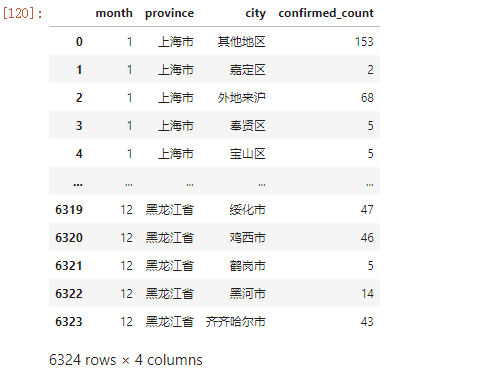 [120]:
month province city confirmed_count
0 1 上海市 其他地区 153
1 1 上海市 嘉定区 2
2 1 上海市 外地来沪 68
3 1 上海市 奉贤区 5
4 1 上海市 宝山区 5
... ... ... ... ...
6319 12 黑龙江省 绥化市 47
6320 12 黑龙江省 鸡西市 46
6321 12 黑龙江省 鹤岗市 5
6322 12 黑龙江省 黑河市 14
6323 12 黑龙江省 齐齐哈尔市 43
6324 rows × 4 columns